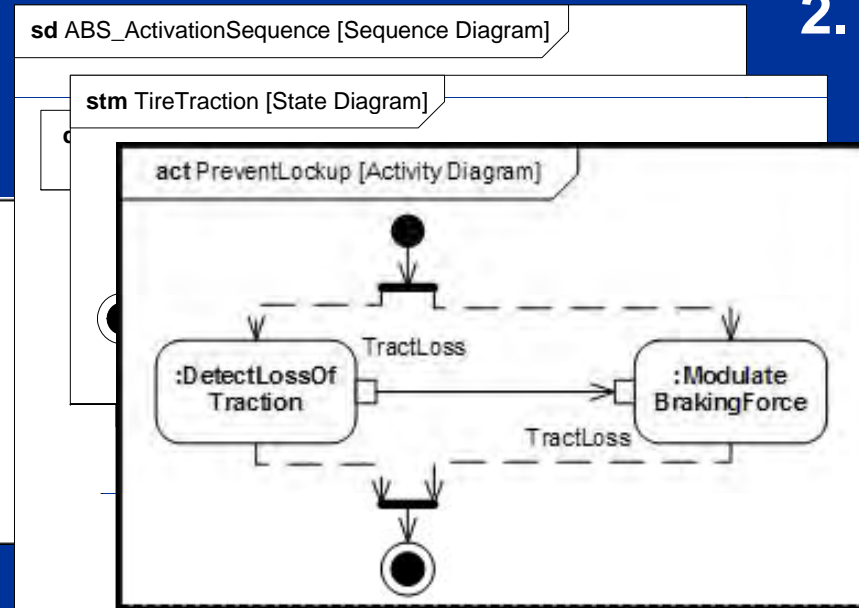 2.
sd ABS_ActivationSequence [Sequence Diagram]
stm TireTraction [State Diagram]
act PreventLockup [Activity Diagram]
TractLoss
:DetectLossOf
Traction
:Modulate
BrakingForce
TractLoss